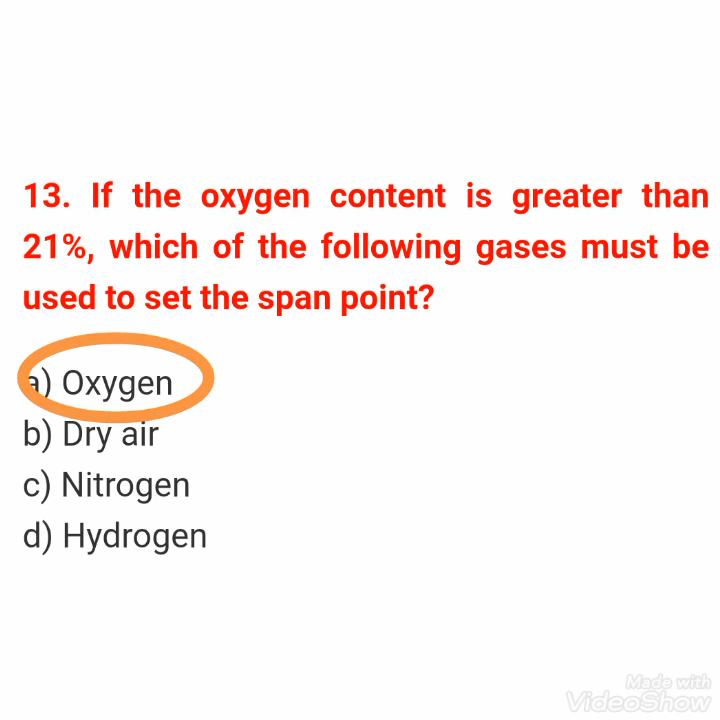 13. If the oxygen content is greater than
21%, which of the following gases must be
used to set the span point?
a) Oxygen
b) Dry air
c) Nitrogen
d) Hydrogen
Made with
VideoShow